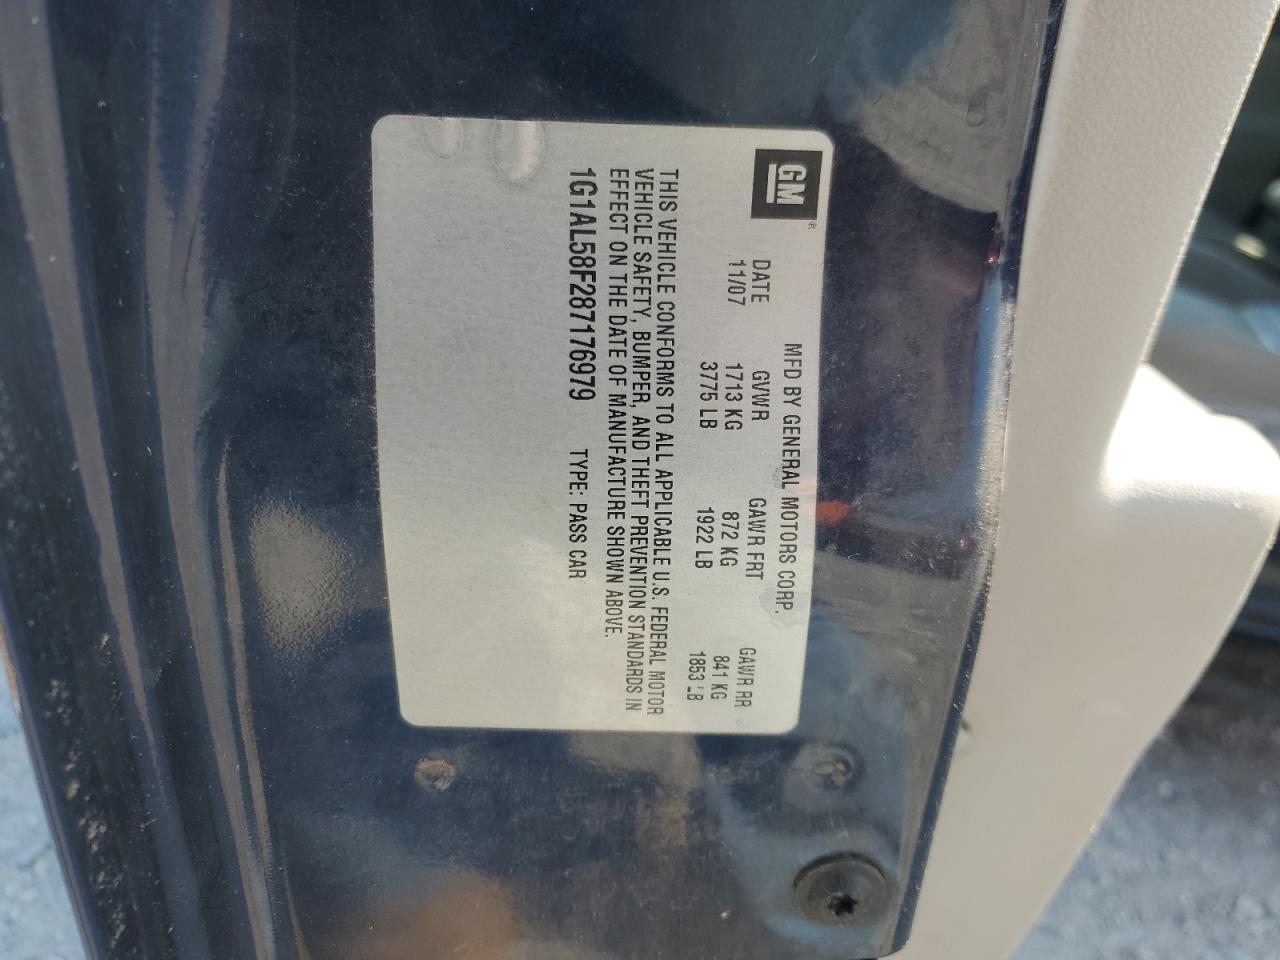 GM®
MFD BY GENERAL MOTORS CORP.
DATE GVWR GAWR FRT GAWR RR
11/07 1713 KG 872 KG 841 KG
3775 LB 1922 LB 1853 LB
THIS VEHICLE CONFORMS TO ALL APPLICABLE U.S. FEDERAL MOTOR
VEHICLE SAFETY, BUMPER, AND THEFT PREVENTION STANDARDS IN
EFFECT ON THE DATE OF MANUFACTURE SHOWN ABOVE.
1G1AL58F287176979 TYPE: PASS CAR